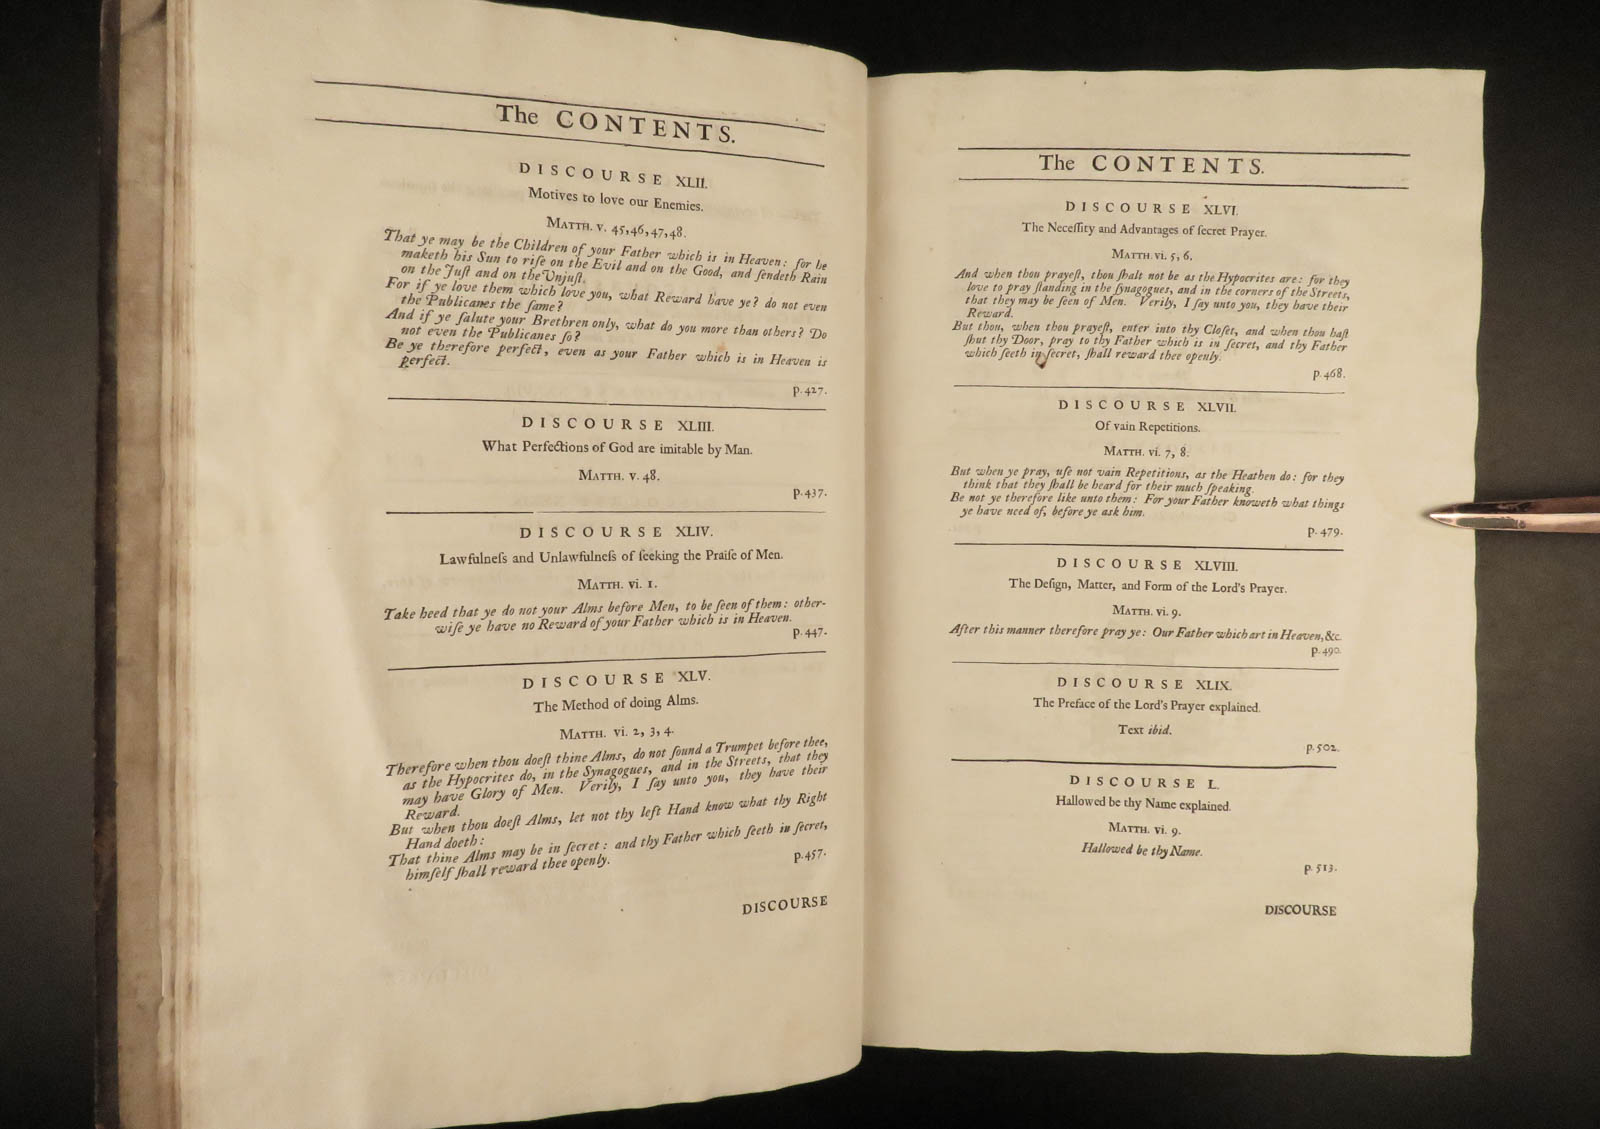 The CONTENTS.
DISCOURSE XLII.
Motives to love our Enemies.
MATTH. v. 45,46,47,48.
That ye may be the Children of your Father which is in Heaven: for he
maketh his Sun to riſe on the Evil and on the Good, and ſendeth Rain
on the Juſt and on the Unjuſt.
For if ye love them which love you, what Reward have ye? do not even
the Publicanes the ſame?
And if ye ſalute your Brethren only, what do you more than others? Do
not even the Publicanes ſo?
Be ye therefore perfect, even as your Father which is in Heaven is
perfect.
p. 427.
DISCOURSE XLIII.
What Perfections of God are imitable by Man.
MATTH. v. 48.
p. 437.
DISCOURSE XLIV.
Lawfulneſs and Unlawfulneſs of ſeeking the Praiſe of Men.
MATTH. vi. 1.
Take heed that ye do not your Alms before Men, to be ſeen of them: other-
wiſe ye have no Reward of your Father which is in Heaven.
p. 447.
DISCOURSE XLV.
The Method of doing Alms.
MATTH. vi. 2, 3, 4.
Therefore when thou doeſt thine Alms, do not ſound a Trumpet before thee,
as the Hypocrites do, in the Synagogues, and in the Streets, that they
may have Glory of Men. Verily, I ſay unto you, they have their
Reward.
But when thou doeſt Alms, let not thy left Hand know what thy Right
Hand doeth:
That thine Alms may be in ſecret: and thy Father which ſeeth in ſecret,
himſelf ſhall reward thee openly.
p. 457.
DISCOURSE
The CONTENTS.
DISCOURSE XLVI.
The Neceſſity and Advantages of ſecret Prayer.
MATTH. vi. 5, 6.
And when thou prayeſt, thou ſhalt not be as the Hypocrites are: for they
love to pray ſtanding in the ſynagogues, and in the corners of the Streets,
that they may be ſeen of Men. Verily, I ſay unto you, they have their
Reward.
But thou, when thou prayeſt, enter into thy Cloſet, and when thou haſt
ſhut thy Door, pray to thy Father which is in ſecret, and thy Father
which ſeeth in ſecret, ſhall reward thee openly.
p. 468.
DISCOURSE XLVII.
Of vain Repetitions.
MATTH. vi. 7, 8.
But when ye pray, uſe not vain Repetitions, as the Heathen do: for they
think that they ſhall be heard for their much ſpeaking.
Be not ye therefore like unto them: For your Father knoweth what things
ye have need of, before ye ask him.
p. 479.
DISCOURSE XLVIII.
The Deſign, Matter, and Form of the Lord's Prayer.
MATTH. vi. 9.
After this manner therefore pray ye: Our Father which art in Heaven, &c.
p. 490.
DISCOURSE XLIX.
The Preface of the Lord's Prayer explained.
Text ibid.
p. 502.
DISCOURSE L.
Hallowed be thy Name explained.
MATTH. vi. 9.
Hallowed be thy Name.
p. 513.
DISCOURSE